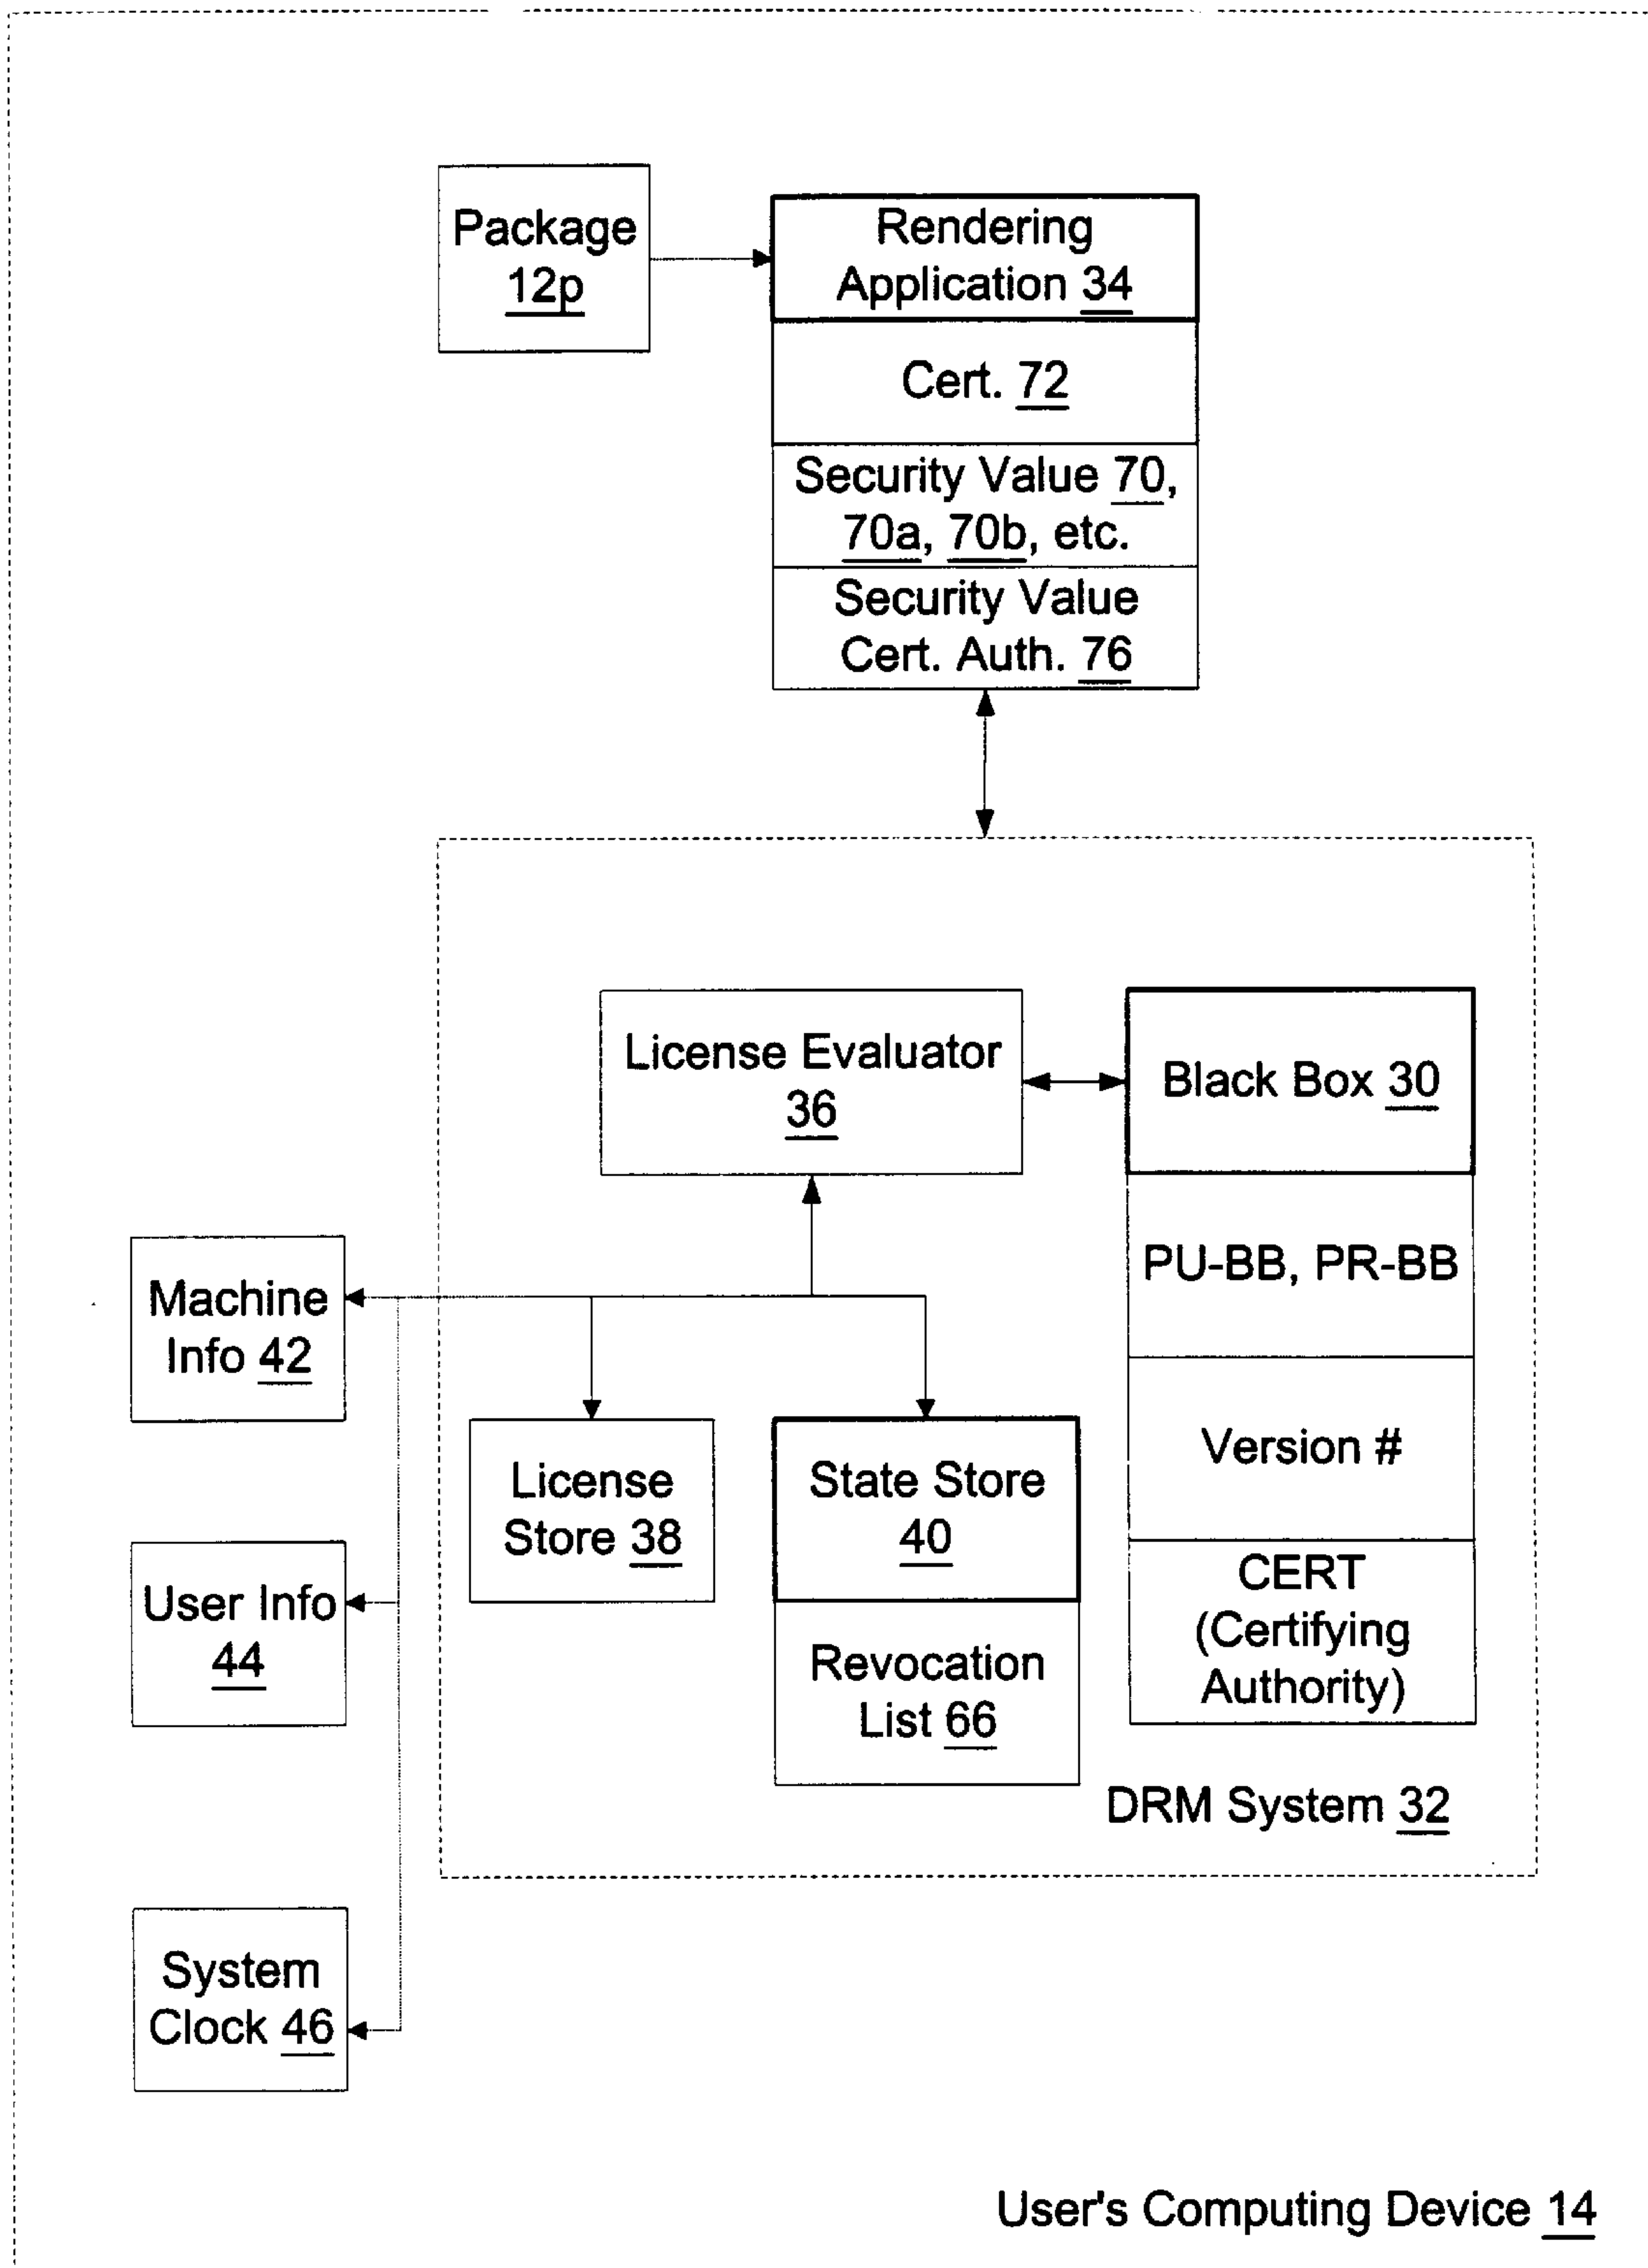 Package
12p
Rendering
Application 34
Cert. 72
Security Value 70,
70a, 70b, etc.
Security Value
Cert. Auth. 76
License Evaluator
36
Black Box 30
PU-BB, PR-BB
Version #
CERT
(Certifying
Authority)
Machine
Info 42
License
Store 38
State Store
40
Revocation
List 66
User Info
44
DRM System 32
System
Clock 46
User's Computing Device 14